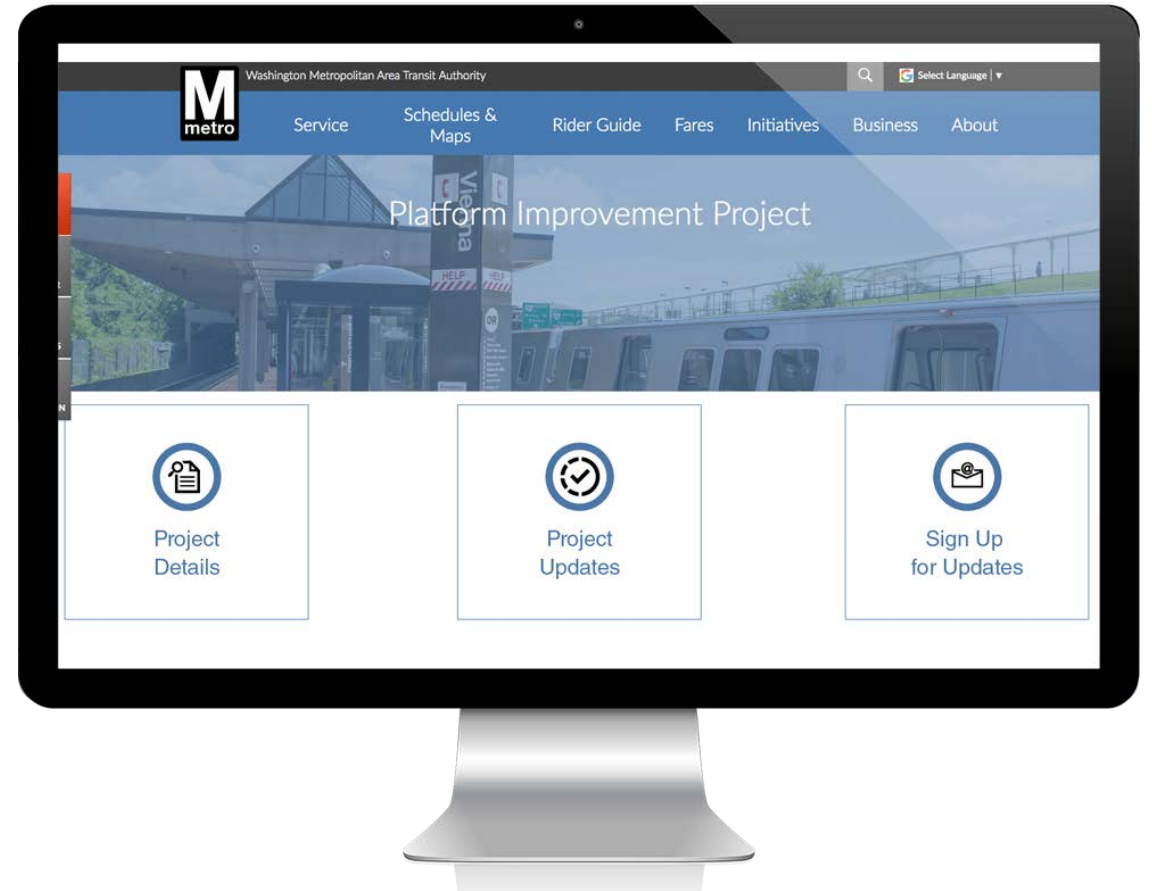 Washington Metropolitan Area Transit Authority
Select Language | ▼
M
metro
Service
Schedules &
Maps
Rider Guide
Fares
Initiatives
Business
About
Platform Improvement Project
Vienna
HELP
HELP
OR
Project
Details
Project
Updates
@
Sign Up
for Updates